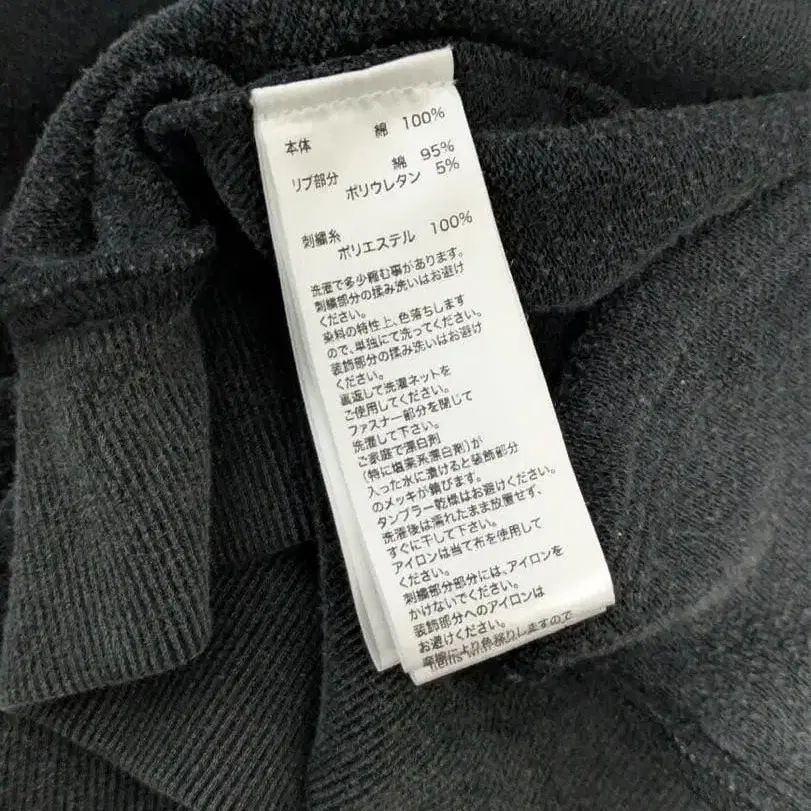 本体 綿 100%
リブ部分 綿 95%
ポリウレタン 5%
刺繍糸
ポリエステル 100%
洗濯で多少縮む事があります。
刺繍部分の揉み洗いはお避け
ください。
染料の特性上、色落ちします
ので、単独にて洗ってください。
装飾部分の揉み洗いはお避け
ください。
裏返して洗濯ネットを
ご使用してください。
ファスナー部分を閉じて
洗濯して下さい。
ご家庭で漂白剤
(特に塩素系漂白剤)が
入った水に漬けると装飾部分
のメッキが錆びます。
タンブラー乾燥はお避けください。
洗濯後は濡れたまま放置せず、
すぐに干して下さい。
アイロンは当て布を使用して
ください。
刺繍部分部分には、アイロンを
かけないでください。
装飾部分へのアイロンは
お避けください。
摩擦により色移りしますので
items